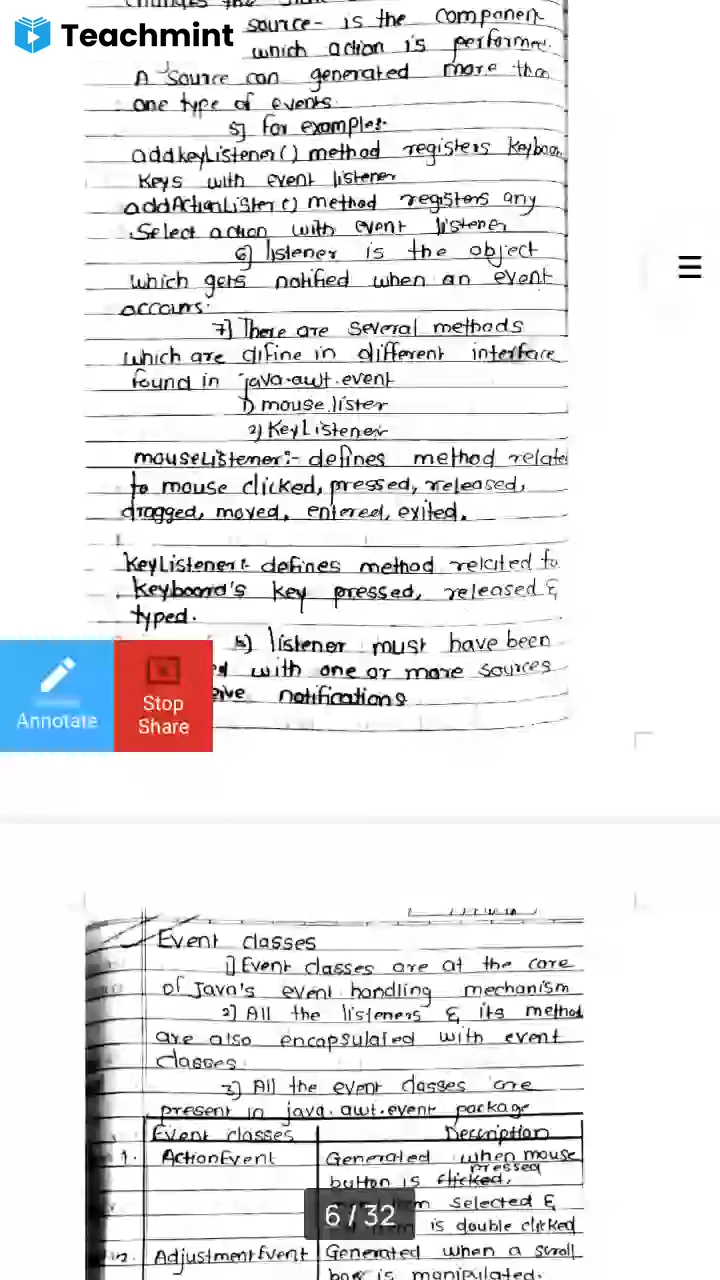 Teachmint
source- is the componen
which action is performed.
A source can generated more tha
one type of events.
5] for examples.
addkeyListener() method registers keyboar
keys with event listener
addActionLister() method registers any
select action with event listener
6] listener is the object
which gets notified when an event
occours.
7] There are several methods
which are difine in different interface
found in java.awt.event
1) mouse lister
2) KeyListener
mouseListener:- defines method relate
to mouse clicked, pressed, released,
dragged, moved, entered, exited.
KeyListener:- defines method related to
keyboard's key pressed, released &
typed.
listener must have been
with one or more sources
notifications
Annotate
Stop
Share
Event classes
1] Event classes are at the core
of Java's event handling mechanism
2] All the listeners & its method
are also encapsulated with event
classes.
3] All the event classes are
present in java.awt.event package
Event classes Description
1. ActionEvent Generated when mouse
button is clicked, pressed
selected &
is double clicked
6 / 32
2. AdjustmentEvent Generated when a scroll
bar is manipulated.